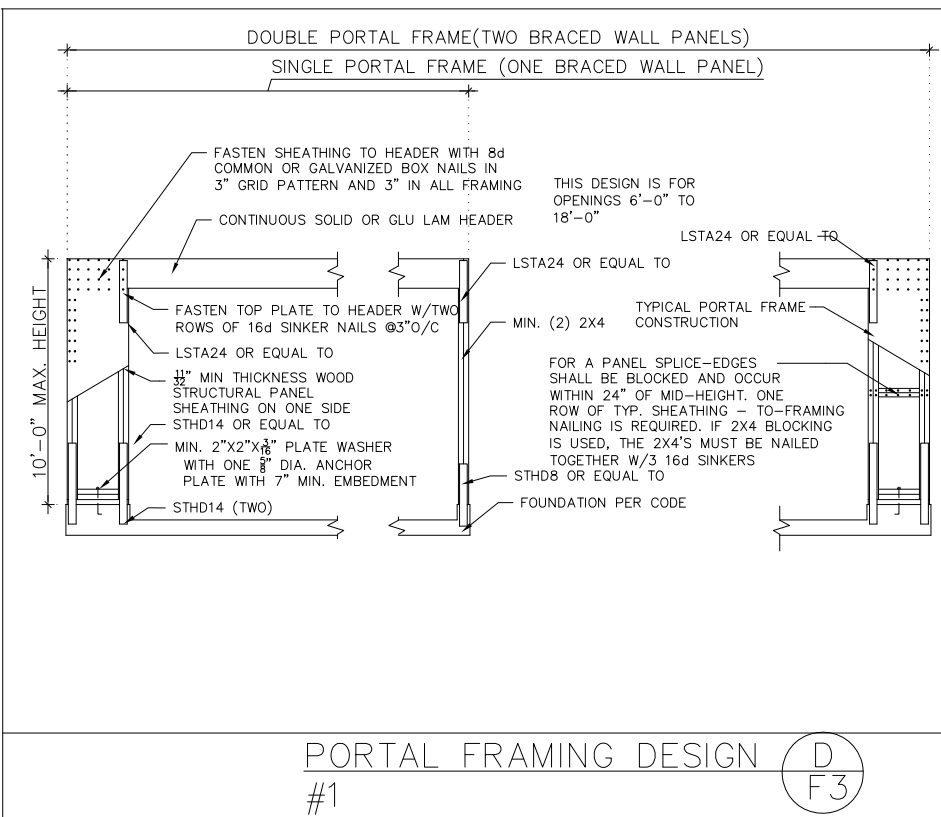 DOUBLE PORTAL FRAME(TWO BRACED WALL PANELS)
SINGLE PORTAL FRAME (ONE BRACED WALL PANEL)
FASTEN SHEATHING TO HEADER WITH 8d
COMMON OR GALVANIZED BOX NAILS IN
3" GRID PATTERN AND 3" IN ALL FRAMING
THIS DESIGN IS FOR
OPENINGS 6'-0" TO
18'-0"
CONTINUOUS SOLID OR GLU LAM HEADER
LSTA24 OR EQUAL TO
LSTA24 OR EQUAL TO
10'-0" MAX. HEIGHT
FASTEN TOP PLATE TO HEADER W/TWO
ROWS OF 16d SINKER NAILS @3"O/C
TYPICAL PORTAL FRAME
CONSTRUCTION
MIN. (2) 2X4
LSTA24 OR EQUAL TO
11/32" MIN THICKNESS WOOD
STRUCTURAL PANEL
SHEATHING ON ONE SIDE
FOR A PANEL SPLICE-EDGES
SHALL BE BLOCKED AND OCCUR
WITHIN 24" OF MID-HEIGHT. ONE
ROW OF TYP. SHEATHING - TO-FRAMING
NAILING IS REQUIRED. IF 2X4 BLOCKING
IS USED, THE 2X4'S MUST BE NAILED
TOGETHER W/3 16d SINKERS
STHD14 OR EQUAL TO
MIN. 2"X2"X3/16" PLATE WASHER
WITH ONE 5/8" DIA. ANCHOR
PLATE WITH 7" MIN. EMBEDMENT
STHD8 OR EQUAL TO
STHD14 (TWO)
FOUNDATION PER CODE
PORTAL FRAMING DESIGN
#1
D
F3